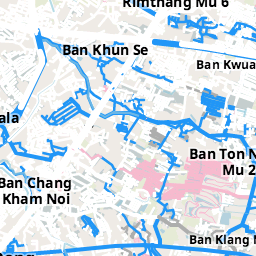 Rimthang Mu 6
Ban Khun Se
Ban Kwua
ala
Ban Ton N
Mu 2
Ban Chang
Kham Noi
Ban Klang M